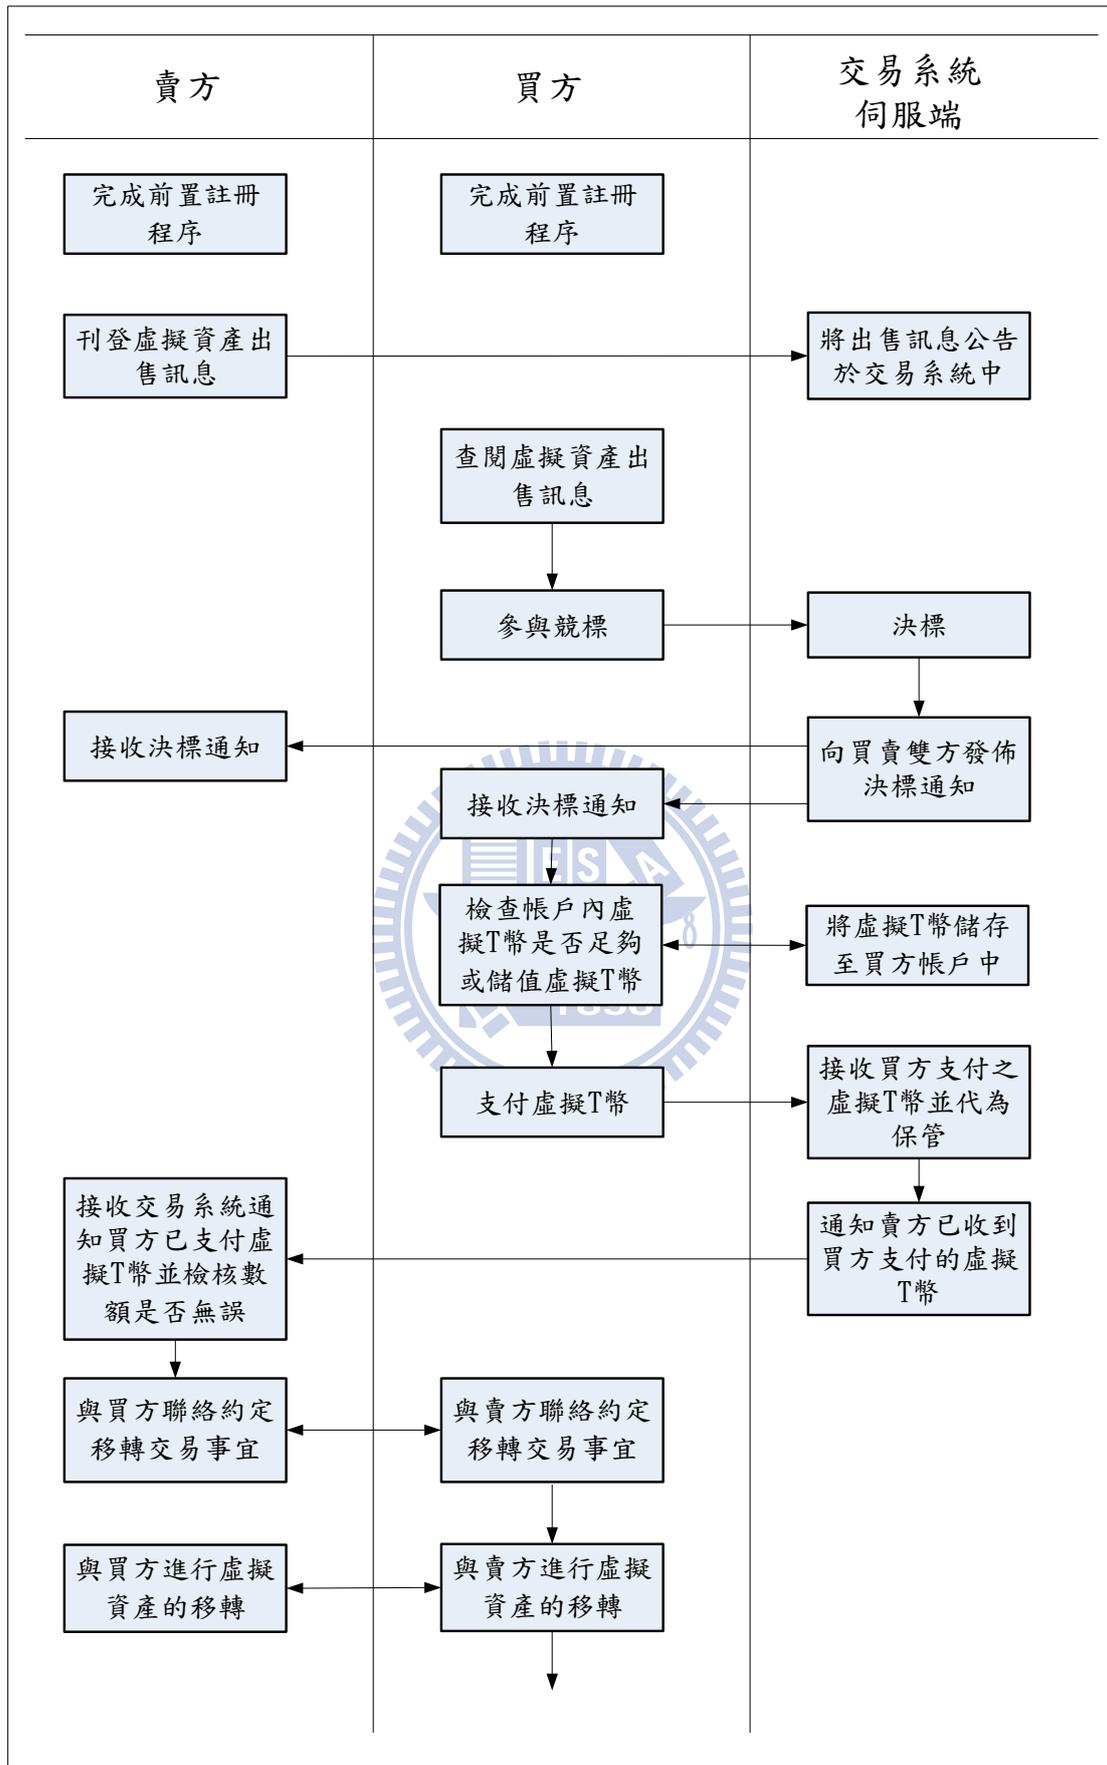 賣方
買方
交易系統
伺服端
完成前置註冊
程序
完成前置註冊
程序
刊登虛擬資產出
售訊息
將出售訊息公告
於交易系統中
查閱虛擬資產出
售訊息
參與競標
決標
接收決標通知
向買賣雙方發佈
決標通知
接收決標通知
ESA
檢查帳戶內虛
擬T幣是否足夠
或儲值虛擬T幣
將虛擬T幣儲存
至買方帳戶中
支付虛擬T幣
接收買方支付之
虛擬T幣並代為
保管
接收交易系統通
知買方已支付虛
擬T幣並檢核數
額是否無誤
通知賣方已收到
買方支付的虛擬
T幣
與買方聯絡約定
移轉交易事宜
與賣方聯絡約定
移轉交易事宜
與買方進行虛擬
資產的移轉
與賣方進行虛擬
資產的移轉